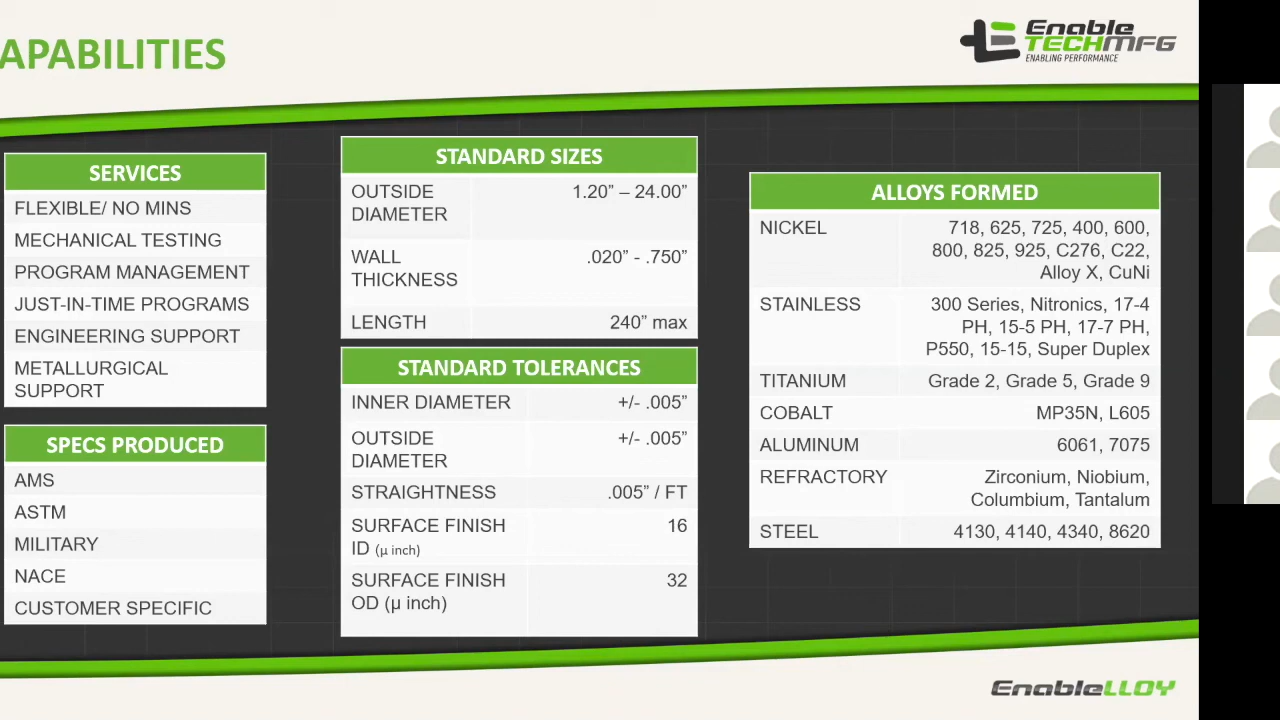 APABILITIES
Enable
TECHMFG
ENABLING PERFORMANCE
SERVICES
FLEXIBLE/ NO MINS
MECHANICAL TESTING
PROGRAM MANAGEMENT
JUST-IN-TIME PROGRAMS
ENGINEERING SUPPORT
METALLURGICAL
SUPPORT
SPECS PRODUCED
AMS
ASTM
MILITARY
NACE
CUSTOMER SPECIFIC
STANDARD SIZES
OUTSIDE 1.20” – 24.00”
DIAMETER
WALL .020” - .750”
THICKNESS
LENGTH 240” max
STANDARD TOLERANCES
INNER DIAMETER +/- .005”
OUTSIDE +/- .005”
DIAMETER
STRAIGHTNESS .005” / FT
SURFACE FINISH 16
ID (µ inch)
SURFACE FINISH 32
OD (µ inch)
ALLOYS FORMED
NICKEL 718, 625, 725, 400, 600,
800, 825, 925, C276, C22,
Alloy X, CuNi
STAINLESS 300 Series, Nitronics, 17-4
PH, 15-5 PH, 17-7 PH,
P550, 15-15, Super Duplex
TITANIUM Grade 2, Grade 5, Grade 9
COBALT MP35N, L605
ALUMINUM 6061, 7075
REFRACTORY Zirconium, Niobium,
Columbium, Tantalum
STEEL 4130, 4140, 4340, 8620
EnableLLOY